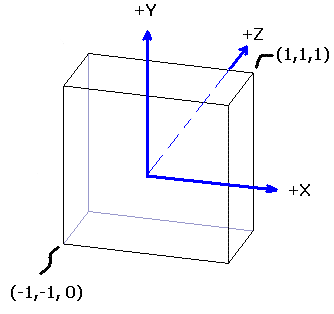 +Y
+Z
(1,1,1)
+X
(-1,-1, 0)